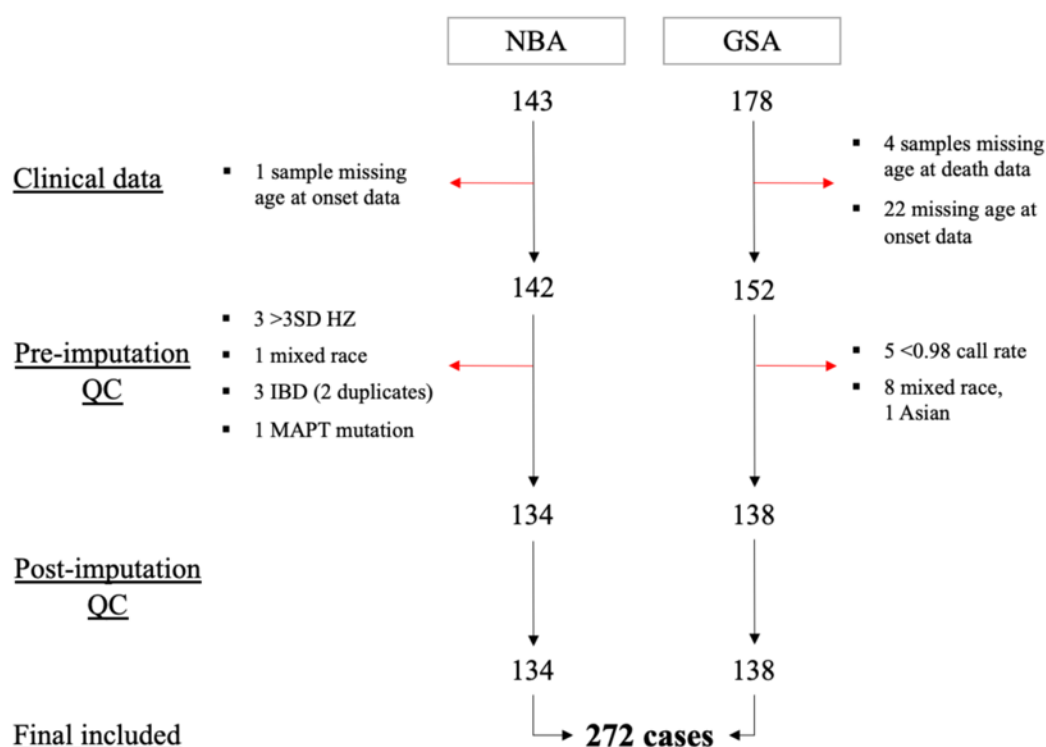 NBA
GSA
143
178
Clinical data
▪ 1 sample missing
age at onset data
▪ 4 samples missing
age at death data
▪ 22 missing age at
onset data
142
152
Pre-imputation
QC
▪ 3 >3SD HZ
▪ 1 mixed race
▪ 3 IBD (2 duplicates)
▪ 1 MAPT mutation
▪ 5 <0.98 call rate
▪ 8 mixed race,
1 Asian
134
138
Post-imputation
QC
134
138
Final included
272 cases